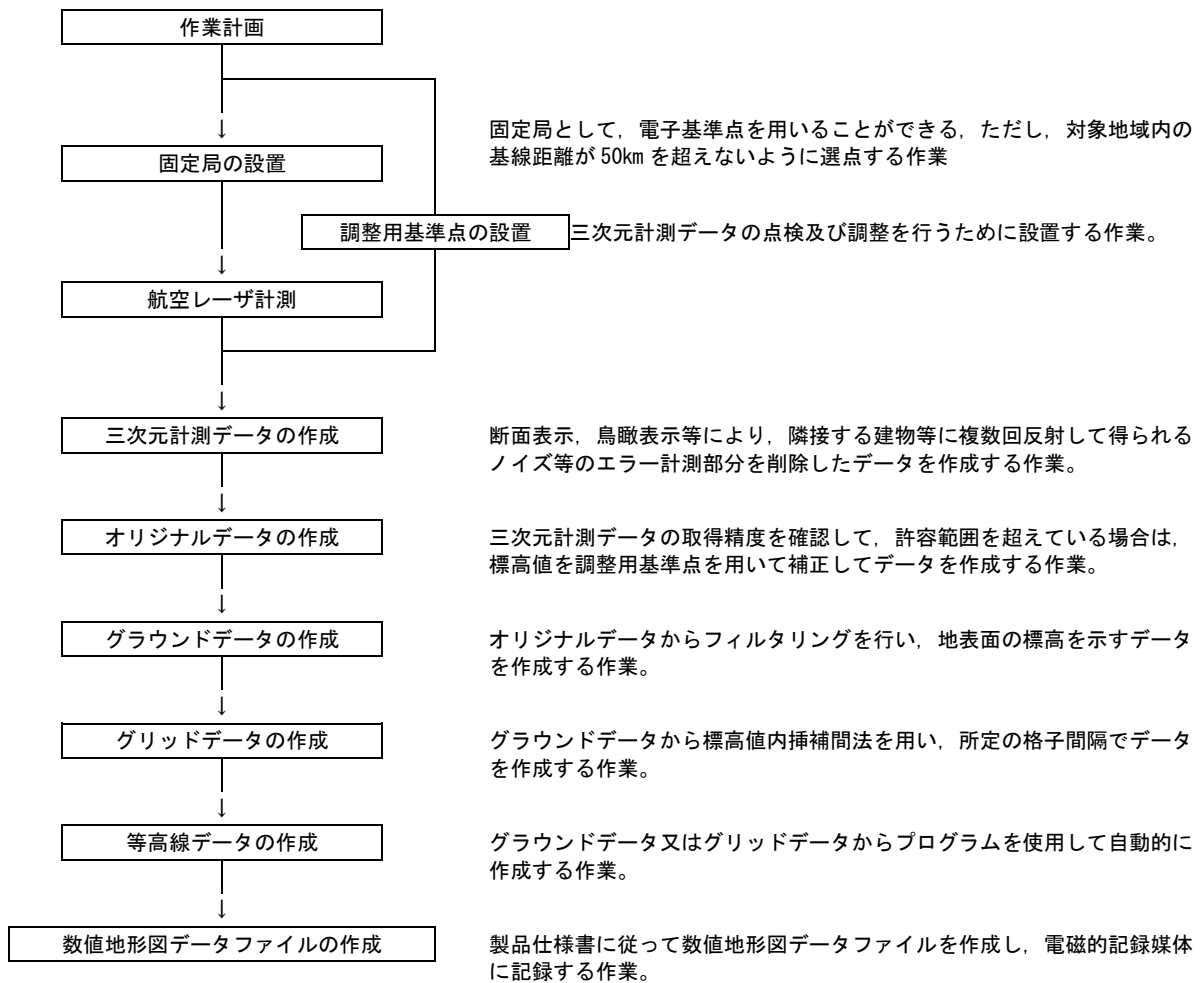 作業計画
↓
固定局として，電子基準点を用いることができる，ただし，対象地域内の
基線距離が 50km を超えないように選点する作業
固定局の設置
調整用基準点の設置
三次元計測データの点検及び調整を行うために設置する作業。
↓
航空レーザ計測
↓
三次元計測データの作成
断面表示，鳥瞰表示等により，隣接する建物等に複数回反射して得られる
ノイズ等のエラー計測部分を削除したデータを作成する作業。
↓
オリジナルデータの作成
三次元計測データの取得精度を確認して，許容範囲を超えている場合は，
標高値を調整用基準点を用いて補正してデータを作成する作業。
↓
グラウンドデータの作成
オリジナルデータからフィルタリングを行い，地表面の標高を示すデータ
を作成する作業。
↓
グリッドデータの作成
グラウンドデータから標高値内挿補間法を用い，所定の格子間隔でデータ
を作成する作業。
↓
等高線データの作成
グラウンドデータ又はグリッドデータからプログラムを使用して自動的に
作成する作業。
↓
数値地形図データファイルの作成
製品仕様書に従って数値地形図データファイルを作成し，電磁的記録媒体
に記録する作業。